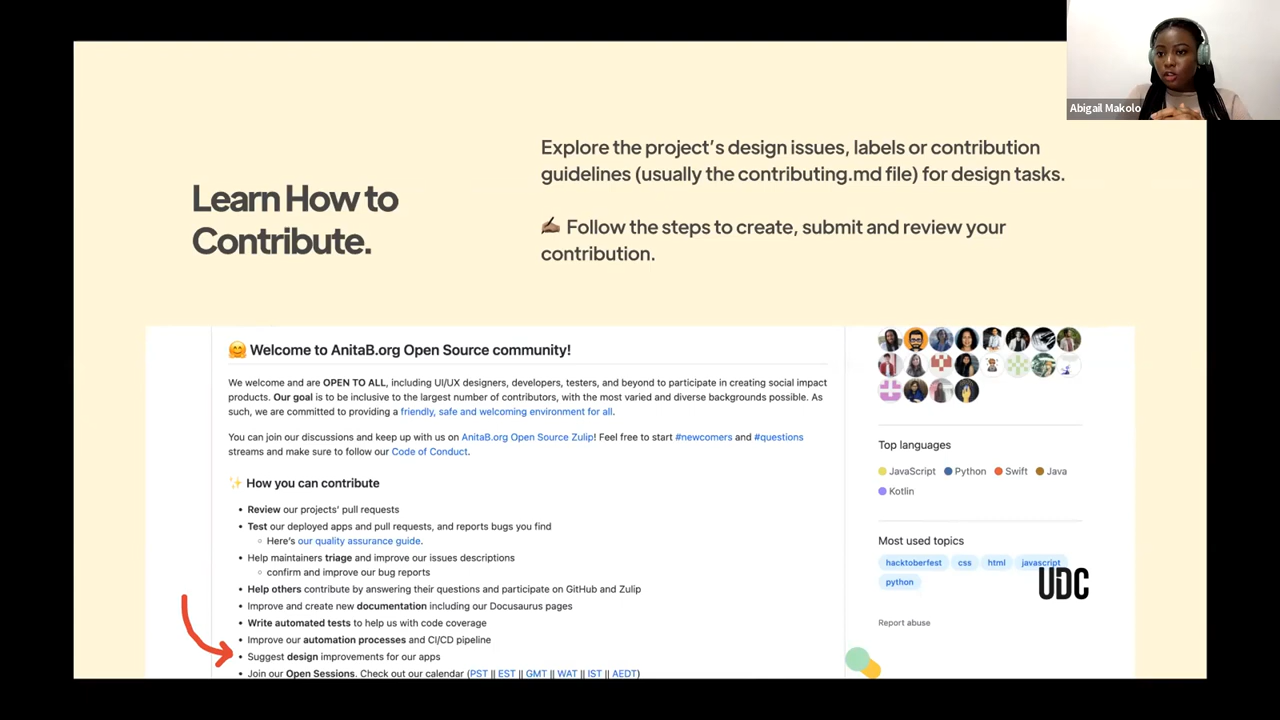 Abigail Makolo
Learn How to
Contribute.
Explore the project's design issues, labels or contribution
guidelines (usually the contributing.md file) for design tasks.
✍🏽 Follow the steps to create, submit and review your
contribution.
🤗 Welcome to AnitaB.org Open Source community!
We welcome and are OPEN TO ALL, including UI/UX designers, developers, testers, and beyond to participate in creating social impact
products. Our goal is to be inclusive to the largest number of contributors, with the most varied and diverse backgrounds possible. As
such, we are committed to providing a friendly, safe and welcoming environment for all.
You can join our discussions and keep up with us on AnitaB.org Open Source Zulip! Feel free to start #newcomers and #questions
streams and make sure to follow our Code of Conduct.
✨ How you can contribute
• Review our projects' pull requests
• Test our deployed apps and pull requests, and reports bugs you find
◦ Here's our quality assurance guide.
• Help maintainers triage and improve our issues descriptions
◦ confirm and improve our bug reports
• Help others contribute by answering their questions and participate on GitHub and Zulip
• Improve and create new documentation including our Docusaurus pages
• Write automated tests to help us with code coverage
• Improve our automation processes and CI/CD pipeline
• Suggest design improvements for our apps
• Join our Open Sessions. Check out our calendar (PST || EST || GMT || WAT || IST || AEDT)
Top languages
JavaScript Python Swift Java
Kotlin
Most used topics
hacktoberfest css html javascript
python
UDC
Report abuse